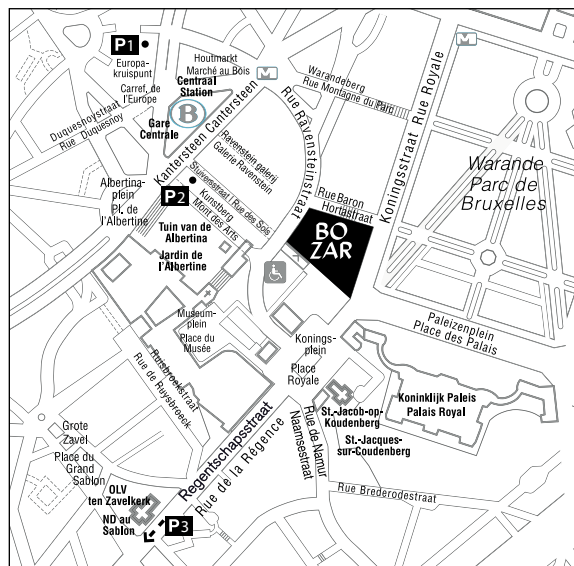 P1
Europa-
kruispunt
Carref. de
l'Europe
Houtmarkt
Marché au Bois
Centraal
Station
M
M
B
Gare
Centrale
Duquesnoystraat
Rue Duquesnoy
Kantersteen Cantersteen
Warandeberg
Rue Montagne du Parc
Rue Ravensteinstraat
Koningsstraat Rue Royale
Warande
Parc de
Bruxelles
Ravenstein galerij
Galerie Ravenstein
Albertina-
plein
Pl. de
l'Albertine
P2
Stuiversstraat | Rue des Sols
Kunstberg
Mont des Arts
Rue Baron
Hortastraat
BO
ZAR
Tuin van de
Albertina
Jardin de
l'Albertine
Museum-
plein
Place du
Musée
Konings-
plein
Place
Royale
Paleizenplein
Place des Palais
Koninklijk Paleis
Palais Royal
St.-Jacob-op-
Koudenberg
St.-Jacques-
sur-Coudenberg
Ruisbroekstraat
Rue de Ruysbroeck
Regentschapsstraat
Rue de la Régence
Rue de Namur
Naamsestraat
Rue Brederodestraat
Grote
Zavel
Place du
Grand
Sablon
OLV
ten Zavelkerk
ND au
Sablon
P3